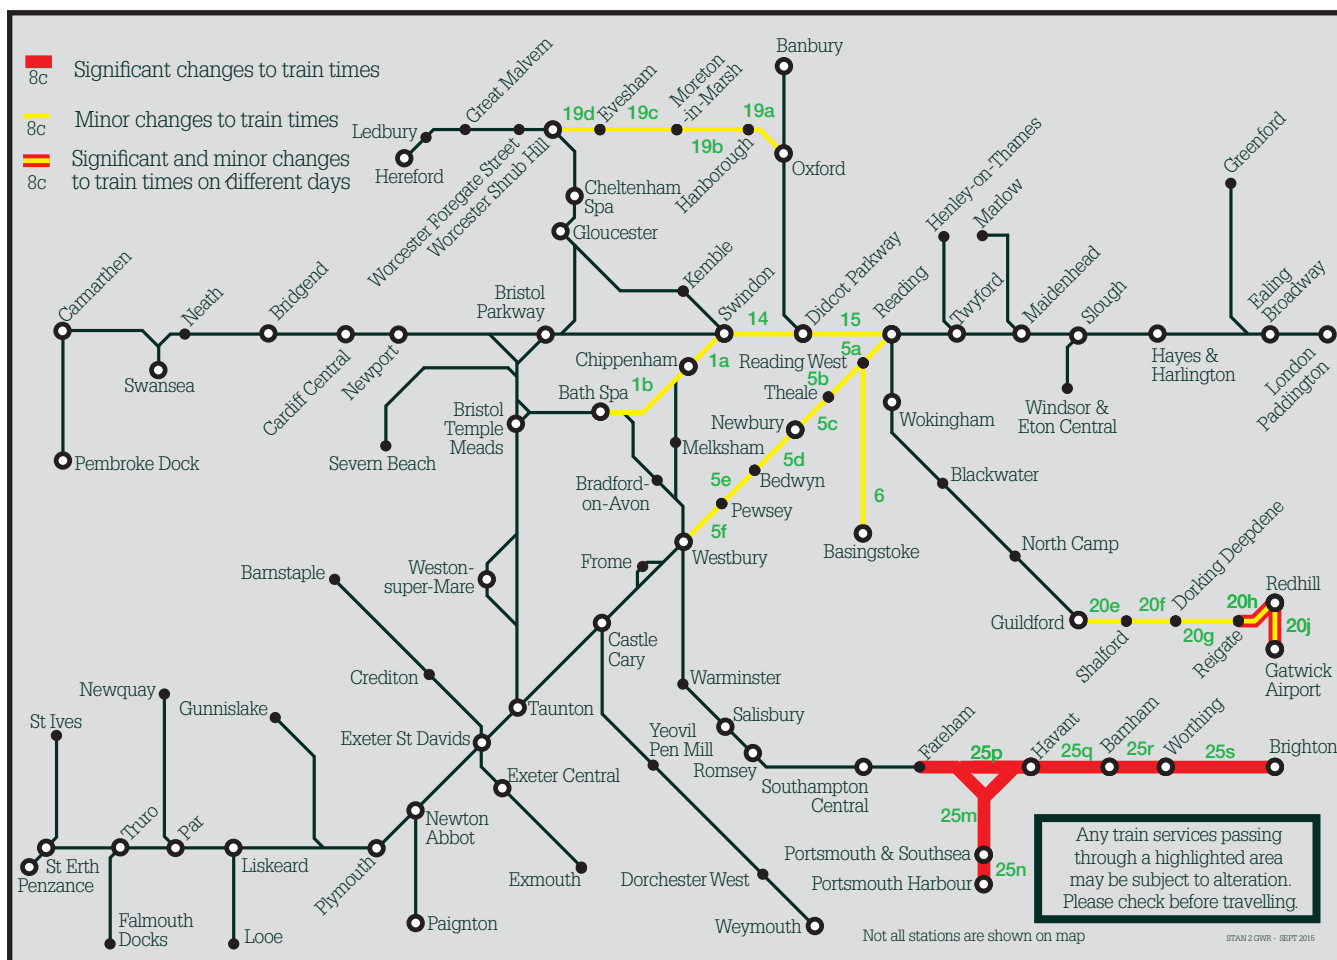 8c
Significant changes to train times
8c
Minor changes to train times
8c
Significant and minor changes
to train times on different days
Banbury
Great Malvern
Evesham
Moreton
-in-Marsh
19d
19c
19b
19a
Ledbury
Hereford
Worcester Foregate Street
Worcester Shrub Hill
Hanborough
Oxford
Cheltenham
Spa
Gloucester
Kemble
Henley-on-Thames
Marlow
Greenford
Carmarthen
Neath
Bridgend
Swansea
Cardiff Central
Newport
Bristol
Parkway
Swindon
14
Didcot Parkway
15
Reading
Twyford
Maidenhead
Slough
Hayes &
Harlington
Ealing
Broadway
London
Paddington
Windsor &
Eton Central
Pembroke Dock
Severn Beach
Bristol
Temple
Meads
Chippenham
1a
1b
Bath Spa
Reading West
5a
Theale
5b
Newbury
5c
5d
Bedwyn
5e
Pewsey
5f
Westbury
6
Basingstoke
Melksham
Bradford-
on-Avon
Wokingham
Blackwater
North Camp
Guildford
20e
Shalford
20f
Dorking Deepdene
20g
Reigate
20h
Redhill
20j
Gatwick
Airport
Barnstaple
Weston-
super-Mare
Frome
Castle
Cary
Crediton
Newquay
Gunnislake
St Ives
Taunton
Exeter St Davids
Exeter Central
Exmouth
Newton
Abbot
Paignton
Plymouth
Liskeard
Looe
Par
Truro
Falmouth
Docks
St Erth
Penzance
Warminster
Salisbury
Yeovil
Pen Mill
Romsey
Southampton
Central
Dorchester West
Weymouth
Fareham
25p
Havant
25q
Barnham
25r
Worthing
25s
Brighton
25m
Portsmouth & Southsea
25n
Portsmouth Harbour
Any train services passing
through a highlighted area
may be subject to alteration.
Please check before travelling.
Not all stations are shown on map
STAN 2 GWR - SEPT 2015